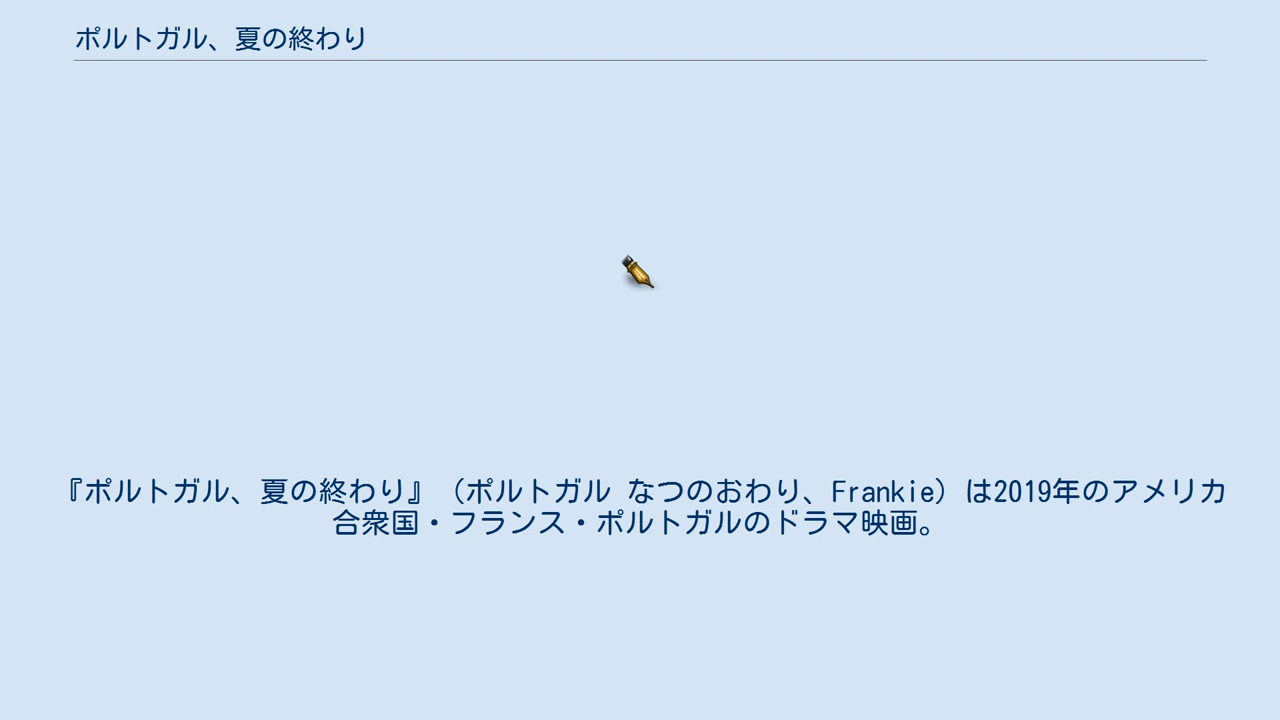 ポルトガル、夏の終わり
『ポルトガル、夏の終わり』（ポルトガル なつのおわり、Frankie）は2019年のアメリカ
合衆国・フランス・ポルトガルのドラマ映画。